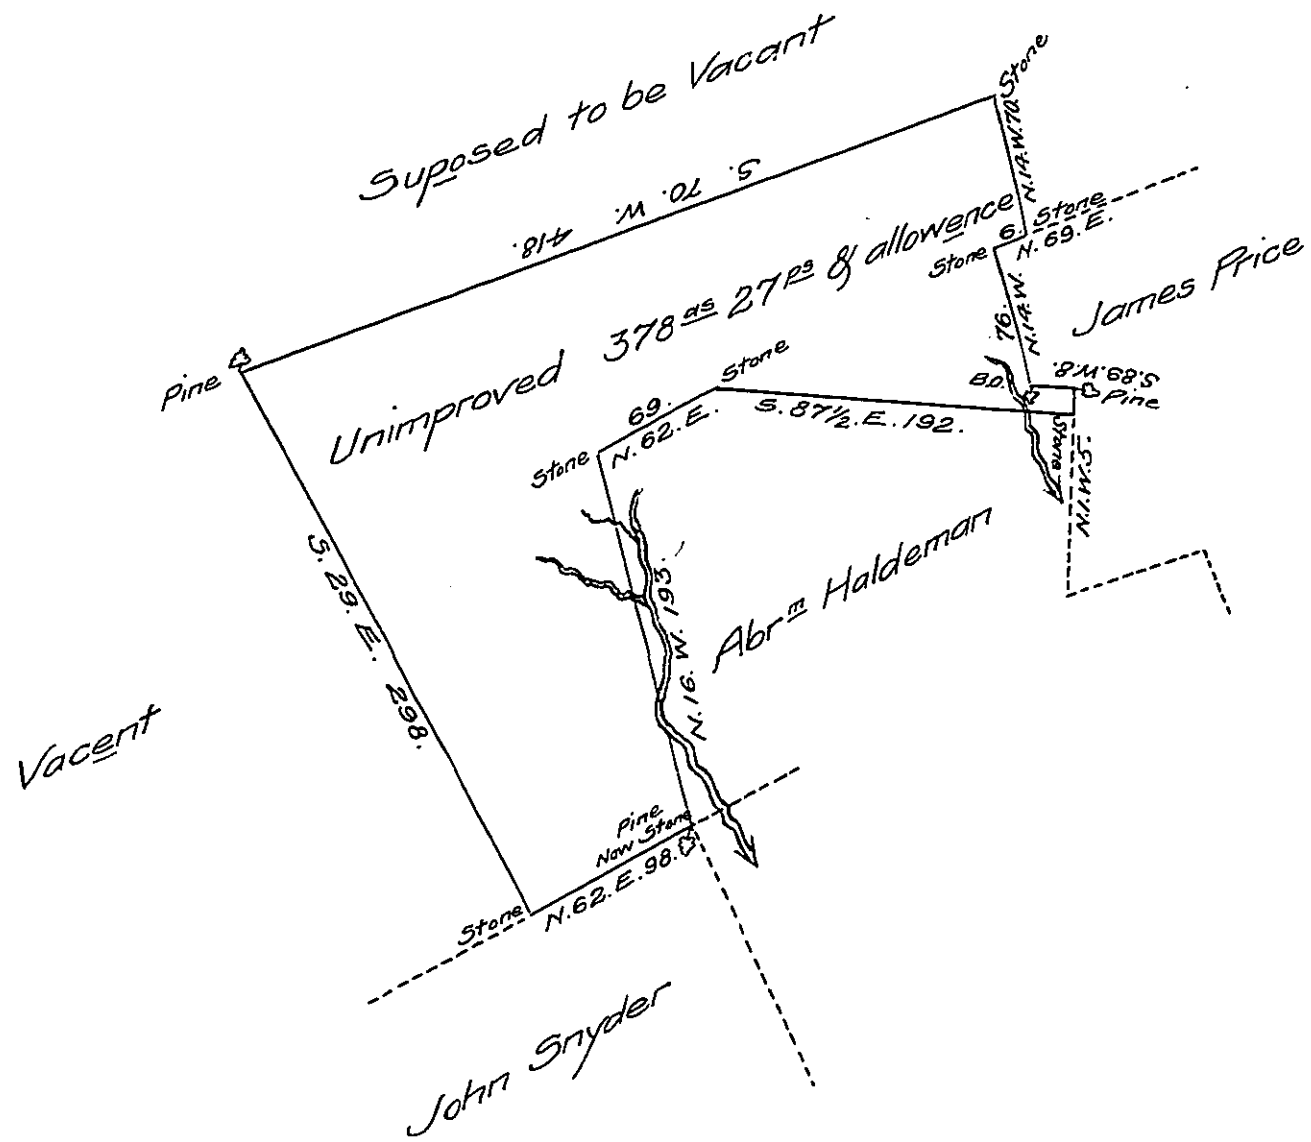 Suposed to be Vacant
Stone
S. 70. W. 418.
N.14.W.70.
Stone
6.
N. 69. E.
Stone
James Price
Unimproved 378 as 27 ps & allowence
Pine
76.
N.14.W.
S.89.W.8.
B.O.
Pine
Stone
Stone
69.
N. 62. E.
S. 87½. E. 192.
N.1.W.5.
Stone
Abr m Haldeman
S. 29. E. 298.
N. 16. W. 193.
Vacent
Pine
Now Stone
N. 62. E. 98.
Stone
John Snyder